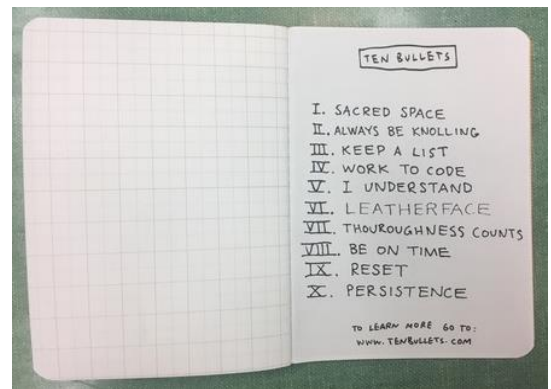 TEN BULLETS
I. SACRED SPACE
II. ALWAYS BE KNOLLING
III. KEEP A LIST
IV. WORK TO CODE
V. I UNDERSTAND
VI. LEATHERFACE
VII. THOUROUGHNESS COUNTS
VIII. BE ON TIME
IX. RESET
X. PERSISTENCE
TO LEARN MORE GO TO:
WWW.TENBULLETS.COM